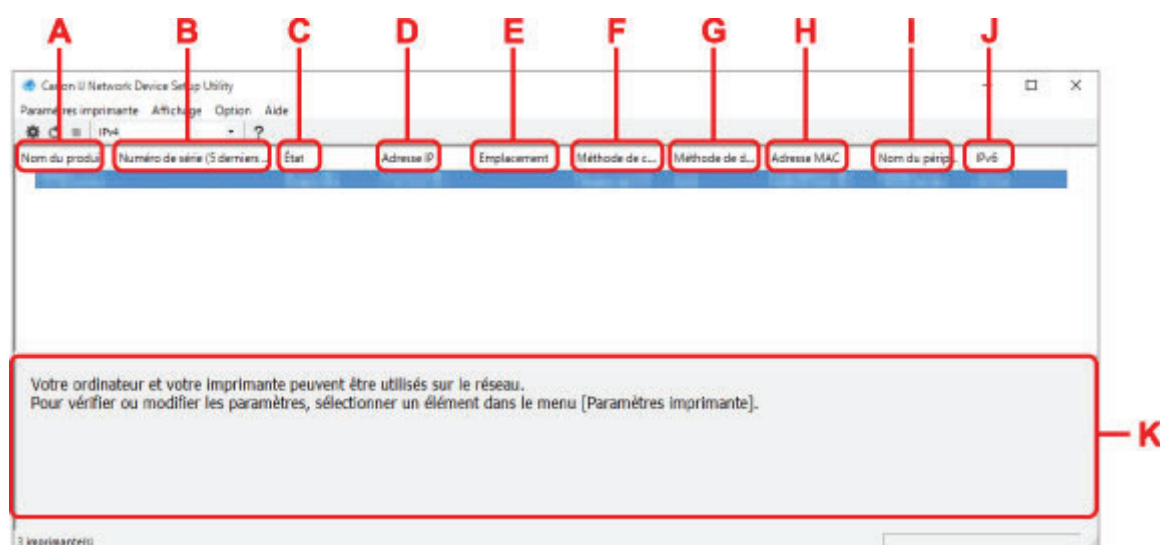 A B C D E F G H I J
Canon IJ Network Device Setup Utility
Paramètres imprimante Affichage Option Aide
IPv4 ?
Nom du produi Numéro de série (5 derniers ... État Adresse IP Emplacement Méthode de c... Méthode de d... Adresse MAC Nom du périp... IPv6
Votre ordinateur et votre imprimante peuvent être utilisés sur le réseau.
Pour vérifier ou modifier les paramètres, sélectionner un élément dans le menu [Paramètres imprimante].
K
3 imprimante(s)